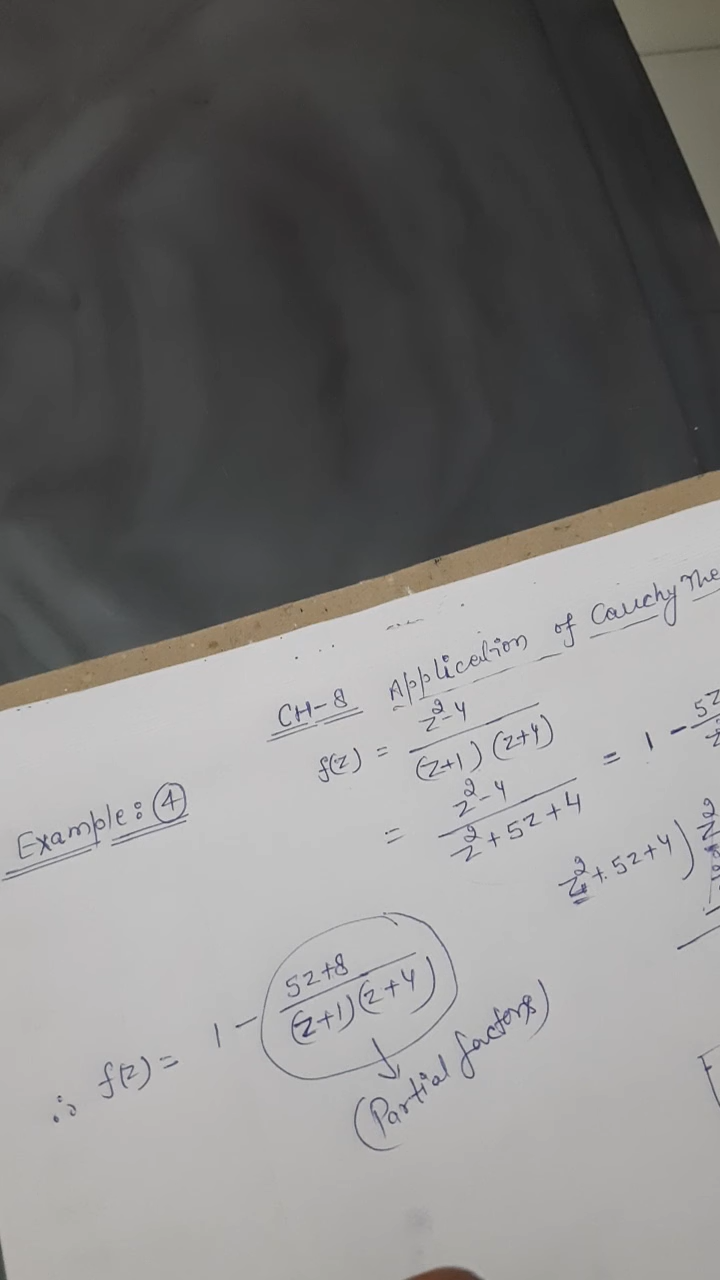 CH-8 Application of Cauchy The
Example: ④ f(z) = z²-4 / (z+1)(z+4)
= z²-4 / z²+5z+4 = 1 - 5z
z²+5z+4 ) z²
∴ f(z) = 1 - 5z+8 / (z+1)(z+4)
(Partial factors)